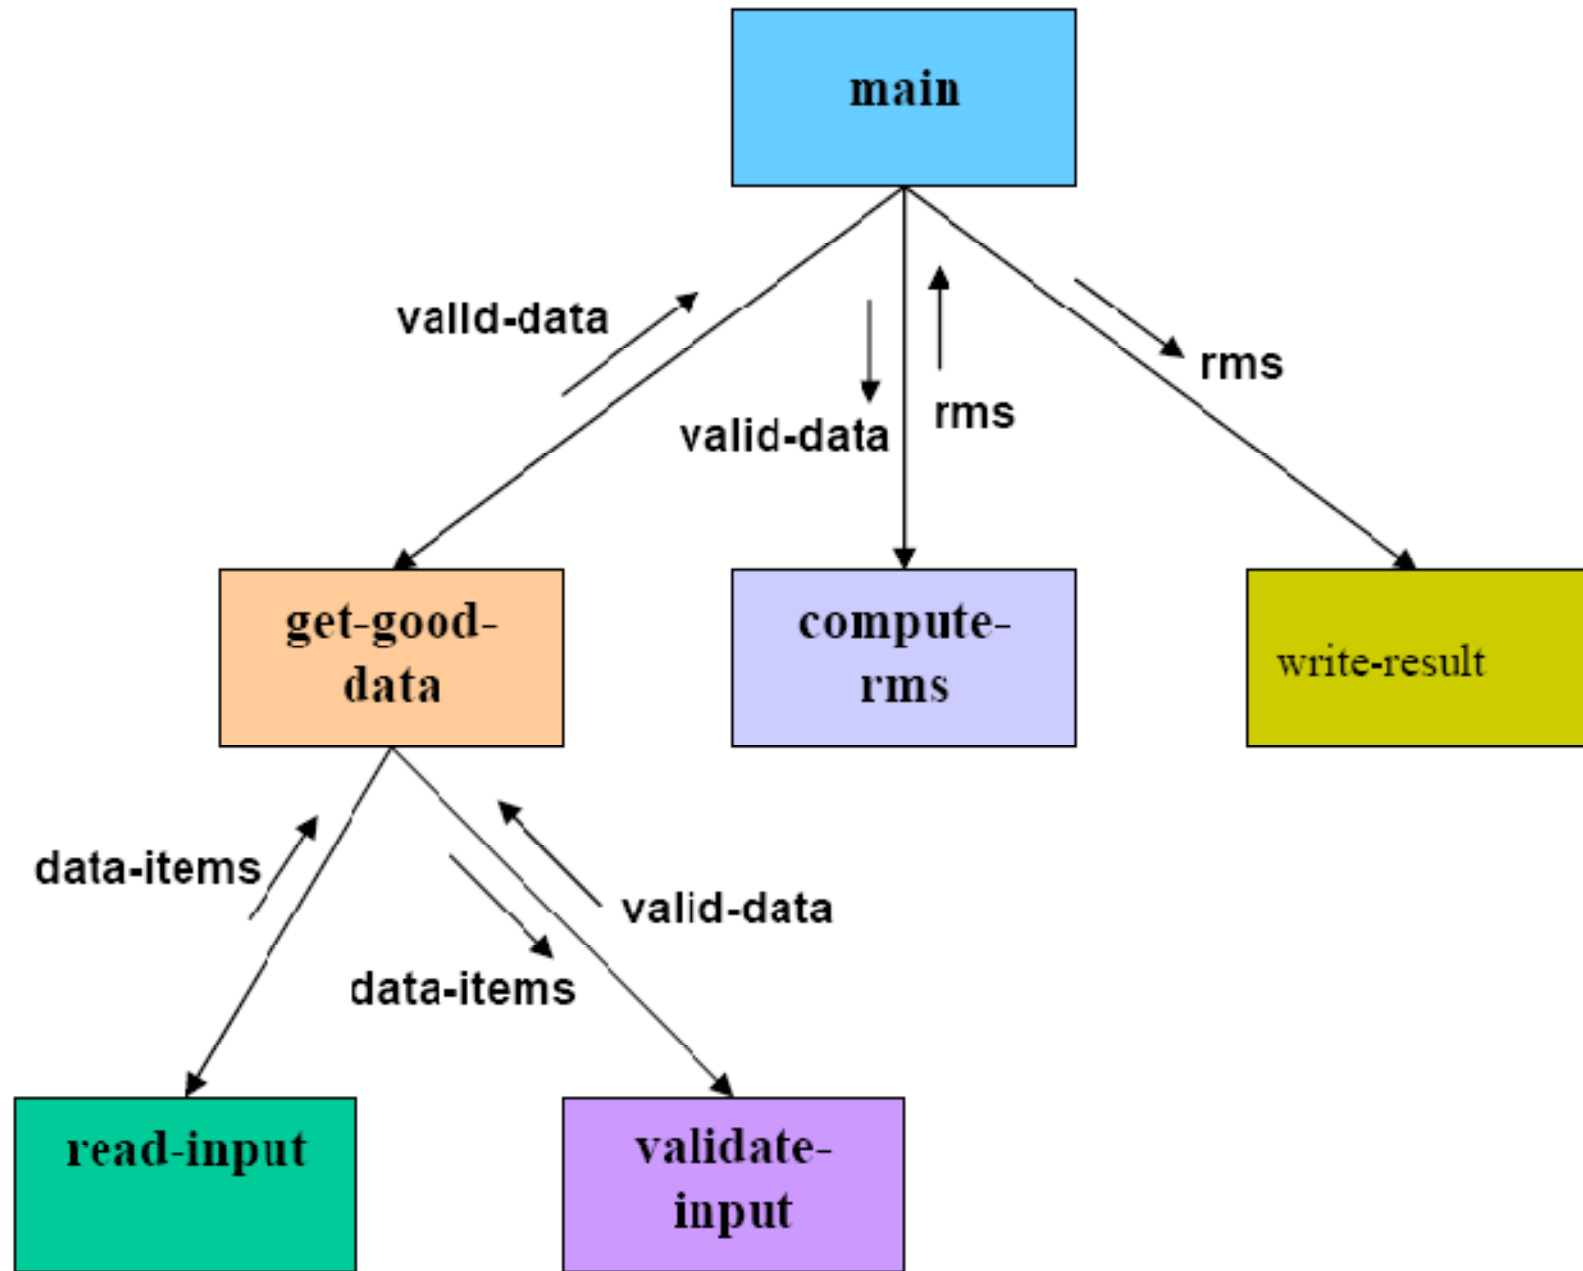 main
valid-data
rms
rms
valid-data
get-good-
data
compute-
rms
write-result
data-items
valid-data
data-items
read-input
validate-
input